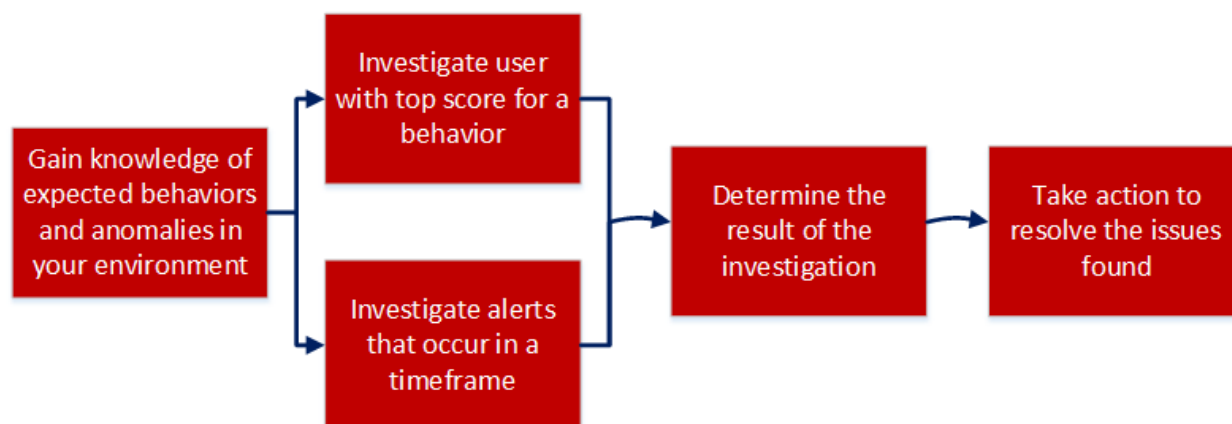 Gain knowledge of
expected behaviors
and anomalies in
your environment
Investigate user
with top score for a
behavior
Investigate alerts
that occur in a
timeframe
Determine the
result of the
investigation
Take action to
resolve the issues
found